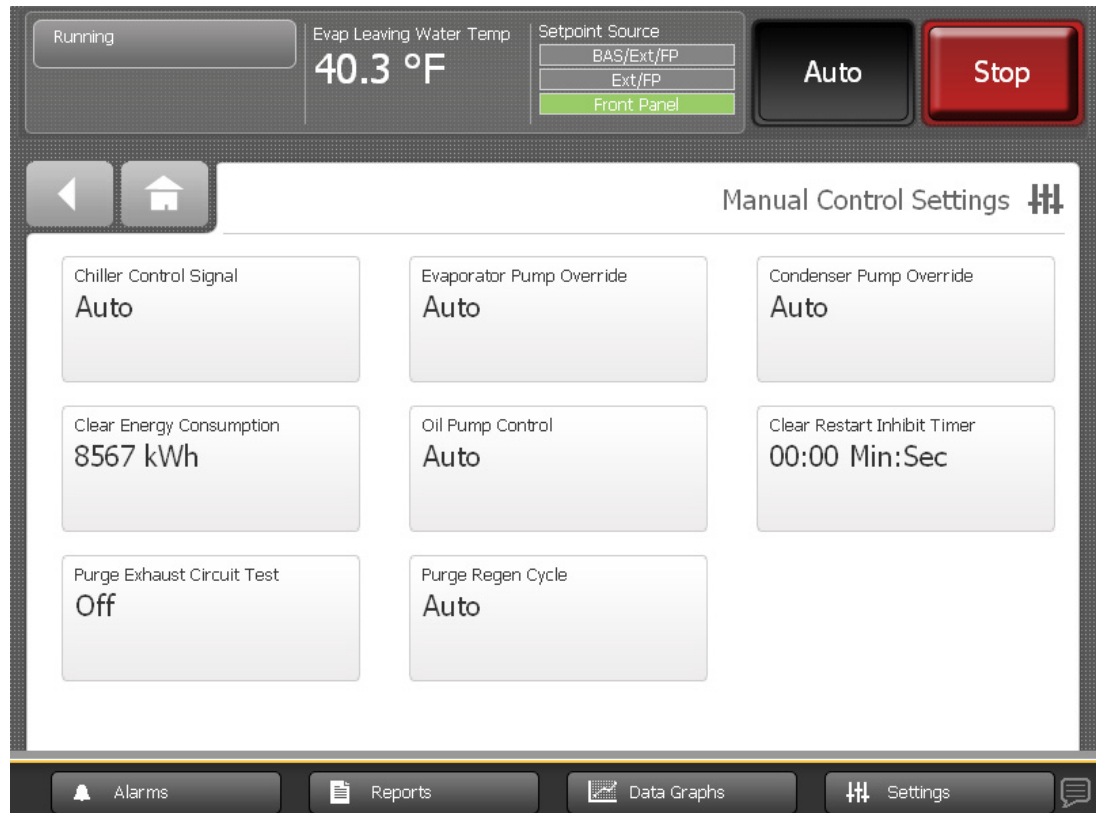 Running
Evap Leaving Water Temp
40.3 °F
Setpoint Source
BAS/Ext/FP
Ext/FP
Front Panel
Auto
Stop
Manual Control Settings
Chiller Control Signal
Auto
Evaporator Pump Override
Auto
Condenser Pump Override
Auto
Clear Energy Consumption
8567 kWh
Oil Pump Control
Auto
Clear Restart Inhibit Timer
00:00 Min:Sec
Purge Exhaust Circuit Test
Off
Purge Regen Cycle
Auto
Alarms
Reports
Data Graphs
Settings